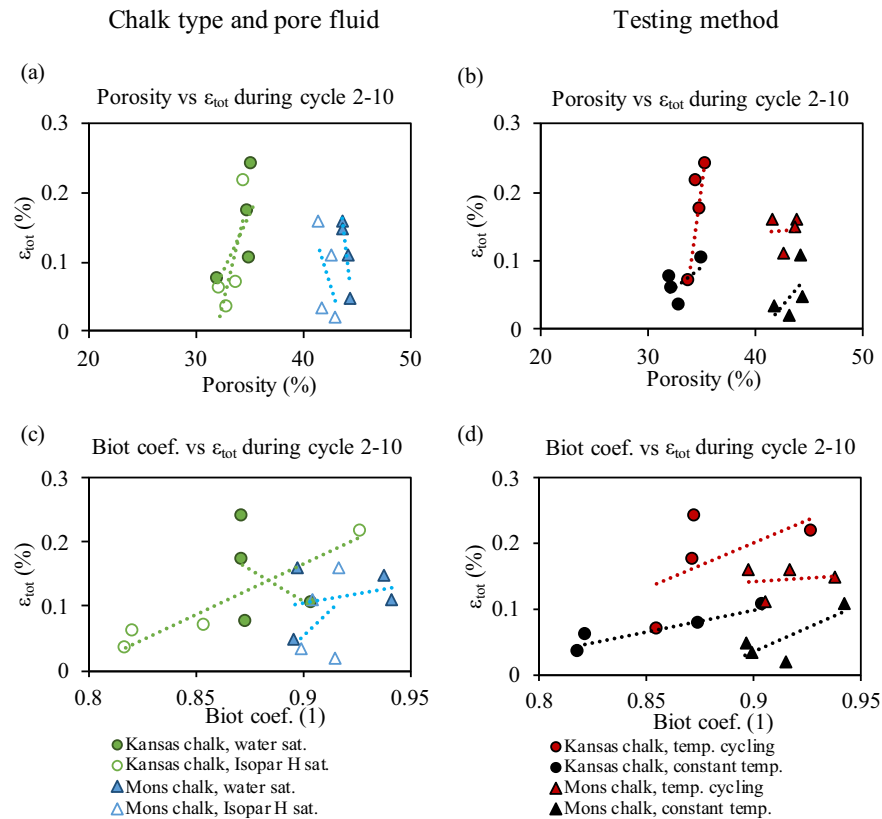 Chalk type and pore fluid
Testing method
(a)
Porosity vs εtot during cycle 2-10
0.3
0.2
0.1
0
εtot (%)
20
30
40
50
Porosity (%)
(b)
Porosity vs εtot during cycle 2-10
0.3
0.2
0.1
0
εtot (%)
20
30
40
50
Porosity (%)
(c)
Biot coef. vs εtot during cycle 2-10
0.3
0.2
0.1
0
εtot (%)
0.8
0.85
0.9
0.95
Biot coef. (1)
Kansas chalk, water sat.
Kansas chalk, Isopar H sat.
Mons chalk, water sat.
Mons chalk, Isopar H sat.
(d)
Biot coef. vs εtot during cycle 2-10
0.3
0.2
0.1
0
εtot (%)
0.8
0.85
0.9
0.95
Biot coef. (1)
Kansas chalk, temp. cycling
Kansas chalk, constant temp.
Mons chalk, temp. cycling
Mons chalk, constant temp.